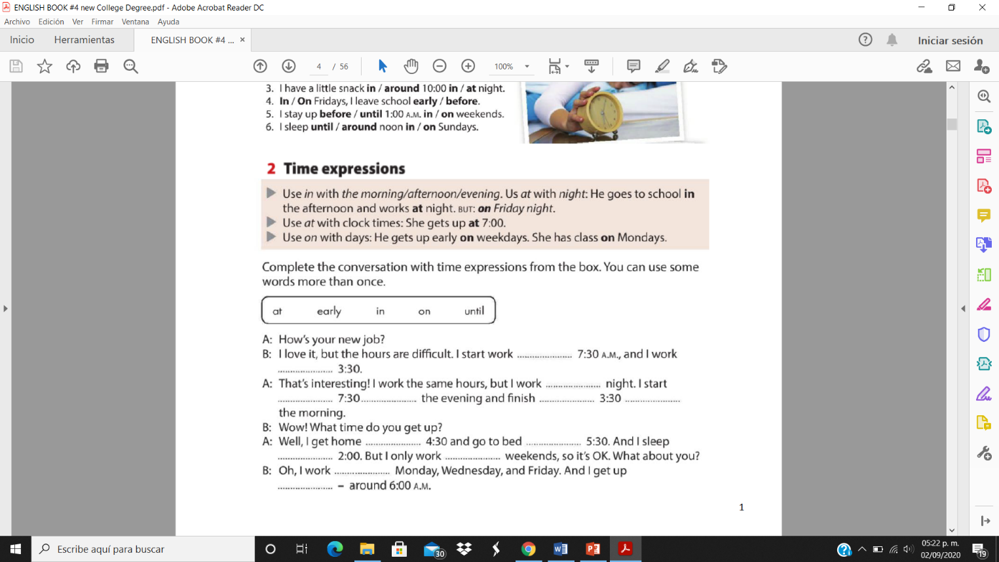 ENGLISH BOOK #4 new College Degree.pdf - Adobe Acrobat Reader DC
Archivo Edición Ver Firmar Ventana Ayuda
Inicio Herramientas ENGLISH BOOK #4 ... × Iniciar sesión
4 / 56 100%
3. I have a little snack in / around 10:00 in / at night.
4. In / On Fridays, I leave school early / before.
5. I stay up before / until 1:00 A.M. in / on weekends.
6. I sleep until / around noon in / on Sundays.
2 Time expressions
Use in with the morning/afternoon/evening. Us at with night: He goes to school in
the afternoon and works at night. BUT: on Friday night.
Use at with clock times: She gets up at 7:00.
Use on with days: He gets up early on weekdays. She has class on Mondays.
Complete the conversation with time expressions from the box. You can use some
words more than once.
at early in on until
A: How's your new job?
B: I love it, but the hours are difficult. I start work ..................... 7:30 A.M., and I work
..................... 3:30.
A: That's interesting! I work the same hours, but I work ..................... night. I start
..................... 7:30 ..................... the evening and finish ..................... 3:30 .....................
the morning.
B: Wow! What time do you get up?
A: Well, I get home ..................... 4:30 and go to bed ..................... 5:30. And I sleep
..................... 2:00. But I only work ..................... weekends, so it's OK. What about you?
B: Oh, I work ..................... Monday, Wednesday, and Friday. And I get up
..................... – around 6:00 A.M.
1
Escribe aquí para buscar
30
05:22 p. m.
02/09/2020
19